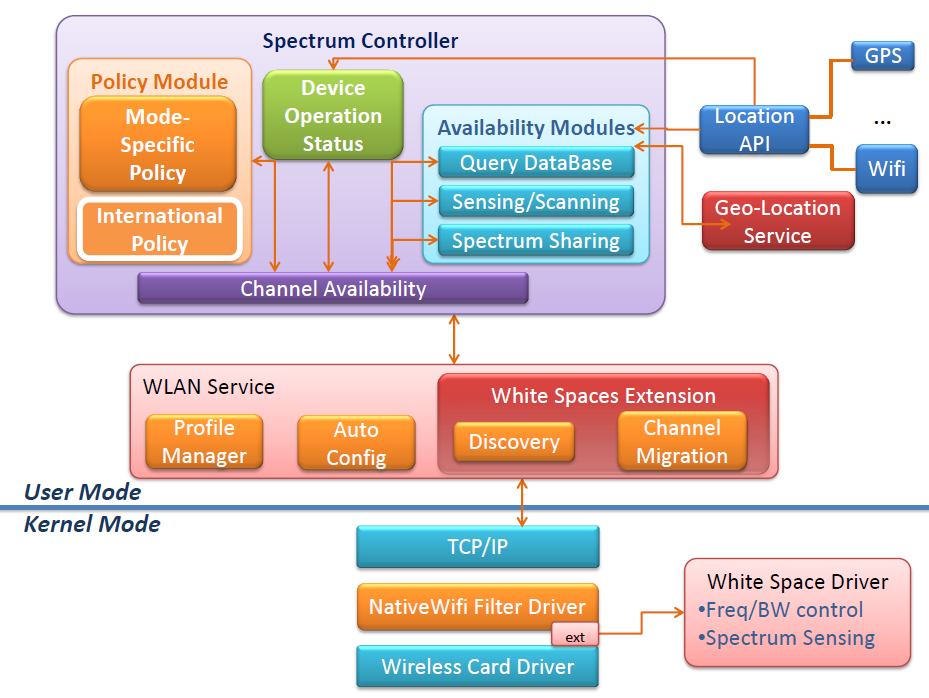 Spectrum Controller
Policy Module
Mode-
Specific
Policy
International
Policy
Device
Operation
Status
Availability Modules
Query DataBase
Sensing/Scanning
Spectrum Sharing
Channel Availability
Location
API
GPS
...
Wifi
Geo-Location
Service
WLAN Service
Profile
Manager
Auto
Config
White Spaces Extension
Discovery
Channel
Migration
User Mode
Kernel Mode
TCP/IP
NativeWifi Filter Driver
ext
Wireless Card Driver
White Space Driver
•Freq/BW control
•Spectrum Sensing